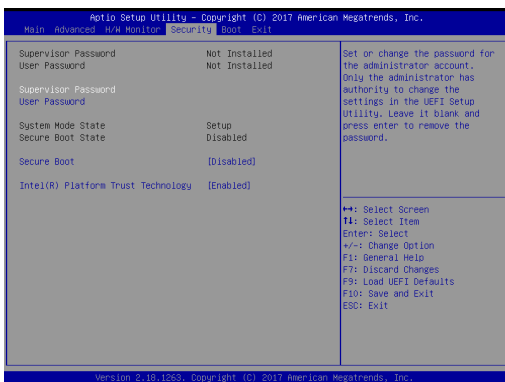 Aptio Setup Utility – Copyright (C) 2017 American Megatrends, Inc.
Main Advanced H/W Monitor Security Boot Exit
Supervisor Password Not Installed
User Password Not Installed
Supervisor Password
User Password
System Mode State Setup
Secure Boot State Disabled
Secure Boot [Disabled]
Intel(R) Platform Trust Technology [Enabled]
Set or change the password for
the administrator account.
Only the administrator has
authority to change the
settings in the UEFI Setup
Utility. Leave it blank and
press enter to remove the
password.
↔: Select Screen
↑↓: Select Item
Enter: Select
+/-: Change Option
F1: General Help
F7: Discard Changes
F9: Load UEFI Defaults
F10: Save and Exit
ESC: Exit
Version 2.18.1263. Copyright (C) 2017 American Megatrends, Inc.